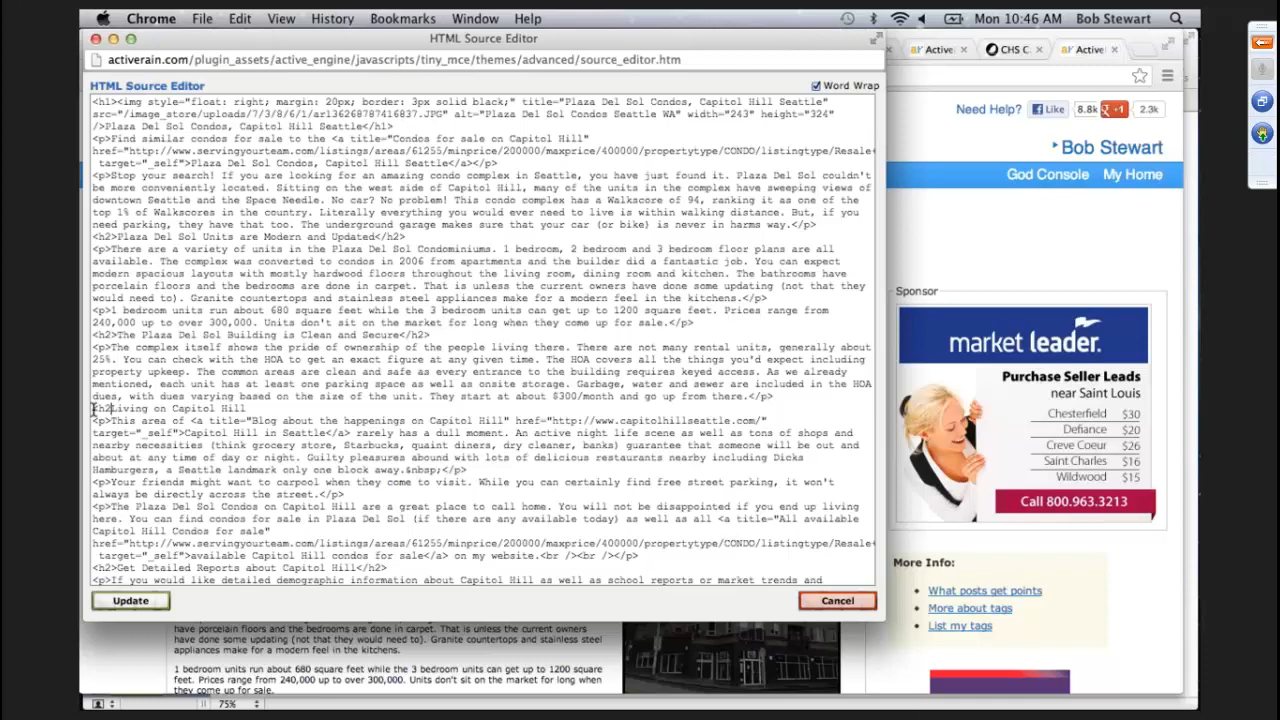 Chrome File Edit View History Bookmarks Window Help Mon 10:46 AM Bob Stewart
HTML Source Editor
activerain.com/plugin_assets/active_engine/javascripts/tiny_mce/themes/advanced/source_editor.htm
HTML Source Editor
Word Wrap
<h1><img style="float: right; margin: 20px; border: 3px solid black;" title="Plaza Del Sol Condos, Capitol Hill Seattle"
src="/image_store/uploads/7/3/8/6/1/ar136268787416837.JPG" alt="Plaza Del Sol Condos Seattle WA" width="243" height="324"
/>Plaza Del Sol Condos, Capitol Hill Seattle</h1>
<p>Find similar condos for sale to the <a title="Condos for sale on Capitol Hill"
href="http://www.servingyourteam.com/listings/areas/61255/minprice/200000/maxprice/400000/propertytype/CONDO/listingtype/Resale+
target="_self">Plaza Del Sol Condos, Capitol Hill Seattle</a></p>
<p>Stop your search! If you are looking for an amazing condo complex in Seattle, you have just found it. Plaza Del Sol couldn't
be more conveniently located. Sitting on the west side of Capitol Hill, many of the units in the complex have sweeping views of
downtown Seattle and the Space Needle. No car? No problem! This condo complex has a Walkscore of 94, ranking it as one of the
top 1% of Walkscores in the country. Literally everything you would ever need to live is within walking distance. But, if you
need parking, they have that too. The underground garage makes sure that your car (or bike) is never in harms way.</p>
<h2>Plaza Del Sol Units are Modern and Updated</h2>
<p>There are a variety of units in the Plaza Del Sol Condominiums. 1 bedroom, 2 bedroom and 3 bedroom floor plans are all
available. The complex was converted to condos in 2006 from apartments and the builder did a fantastic job. You can expect
modern spacious layouts with mostly hardwood floors throughout the living room, dining room and kitchen. The bathrooms have
porcelain floors and the bedrooms are done in carpet. That is unless the current owners have done some updating (not that they
would need to). Granite countertops and stainless steel appliances make for a modern feel in the kitchens.</p>
<p>1 bedroom units run about 680 square feet while the 3 bedroom units can get up to 1200 square feet. Prices range from
240,000 up to over 300,000. Units don't sit on the market for long when they come up for sale.</p>
<h2>The Plaza Del Sol Building is Clean and Secure</h2>
<p>The complex itself shows the pride of ownership of the people living there. There are not many rental units, generally about
25%. You can check with the HOA to get an exact figure at any given time. The HOA covers all the things you'd expect including
property upkeep. The common areas are clean and safe as every entrance to the building requires keyed access. As we already
mentioned, each unit has at least one parking space as well as onsite storage. Garbage, water and sewer are included in the HOA
dues, with dues varying based on the size of the unit. They start at about $300/month and go up from there.</p>
h2 Living on Capitol Hill
<p>This area of <a title="Blog about the happenings on Capitol Hill" href="http://www.capitolhillseattle.com/"
target="_self">Capitol Hill in Seattle</a> rarely has a dull moment. An active night life scene as well as tons of shops and
nearby necessities (think grocery store, Starbucks, quaint diners, dry cleaner, banks) guarantee that someone will be out and
about at any time of day or night. Guilty pleasures abound with lots of delicious restaurants nearby including Dicks
Hamburgers, a Seattle landmark only one block away.&nbsp;</p>
<p>Your friends might want to carpool when they come to visit. While you can certainly find free street parking, it won't
always be directly across the street.</p>
<p>The Plaza Del Sol Condos on Capitol Hill are a great place to call home. You will not be disappointed if you end up living
here. You can find condos for sale in Plaza Del Sol (if there are any available today) as well as all <a title="All available
Capitol Hill Condos for sale"
href="http://www.servingyourteam.com/listings/areas/61255/minprice/200000/maxprice/400000/propertytype/CONDO/listingtype/Resale+
target="_self">available Capitol Hill condos for sale</a> on my website.<br /><br /></p>
<h2>Get Detailed Reports about Capitol Hill</h2>
<p>If you would like detailed demographic information about Capitol Hill as well as school reports or market trends and
Update
Cancel
have porcelain floors and the bedrooms are done in carpet. That is unless the current owners
have done some updating (not that they would need to). Granite countertops and stainless steel
appliances make for a modern feel in the kitchens.
1 bedroom units run about 680 square feet while the 3 bedroom units can get up to 1200 square
feet. Prices range from 240,000 up to over 300,000. Units don't sit on the market for long when
they come up for sale.
75%
Active CHS C Active
Need Help? Like 8.8k +1 2.3k
Bob Stewart
God Console My Home
Sponsor
market leader.
Purchase Seller Leads
near Saint Louis
Chesterfield $30
Defiance $20
Creve Coeur $26
Saint Charles $16
Wildwood $15
Call 800.963.3213
More Info:
What posts get points
More about tags
List my tags